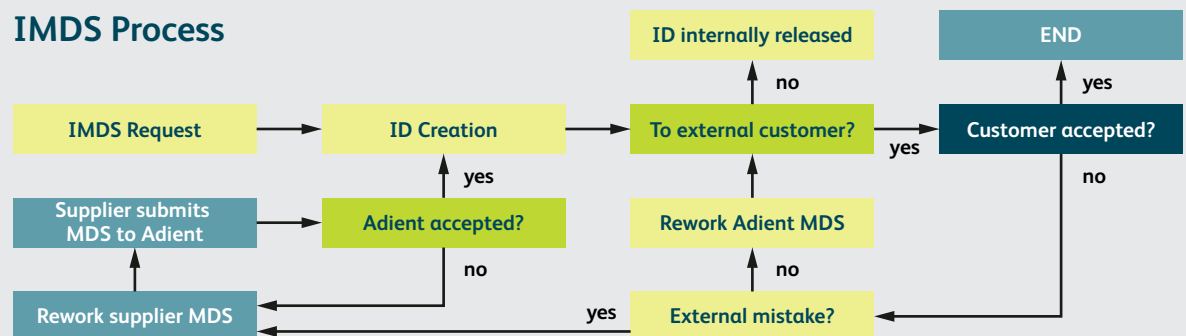 IMDS Process
ID internally released
END
no
yes
IMDS Request
ID Creation
To external customer?
yes
Customer accepted?
yes
no
Supplier submits
MDS to Adient
Adient accepted?
Rework Adient MDS
no
no
Rework supplier MDS
yes
External mistake?